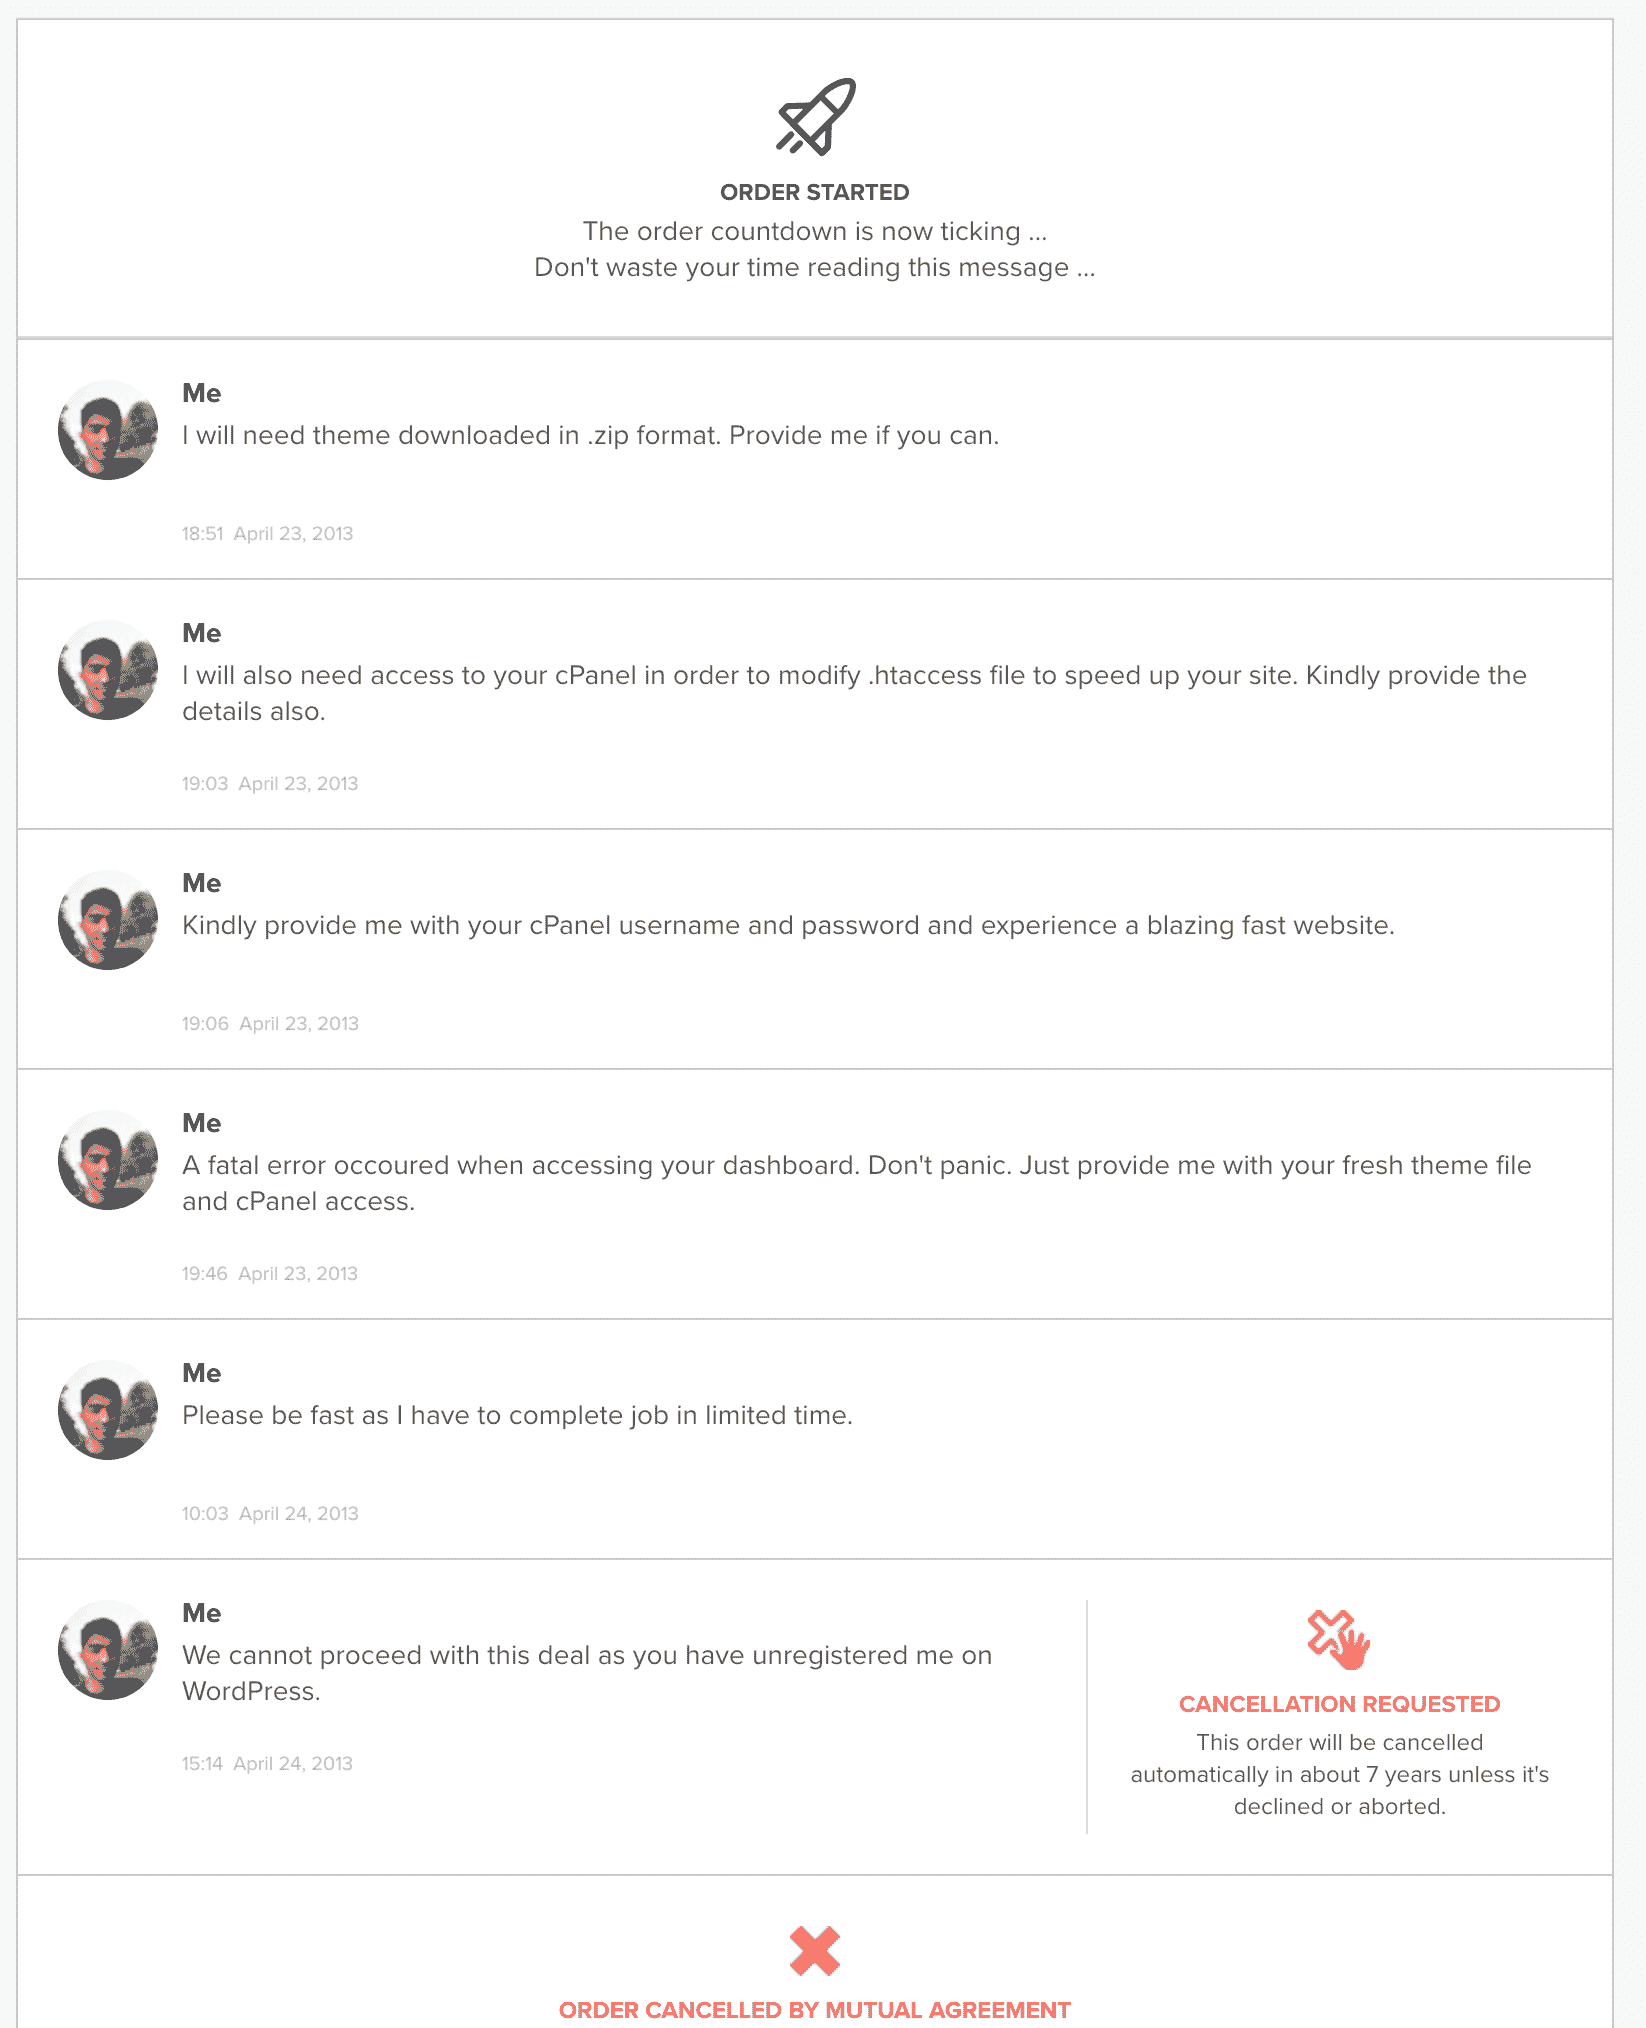 ORDER STARTED
The order countdown is now ticking ...
Don't waste your time reading this message ...
Me
I will need theme downloaded in .zip format. Provide me if you can.
18:51 April 23, 2013
Me
I will also need access to your cPanel in order to modify .htaccess file to speed up your site. Kindly provide the
details also.
19:03 April 23, 2013
Me
Kindly provide me with your cPanel username and password and experience a blazing fast website.
19:06 April 23, 2013
Me
A fatal error occoured when accessing your dashboard. Don't panic. Just provide me with your fresh theme file
and cPanel access.
19:46 April 23, 2013
Me
Please be fast as I have to complete job in limited time.
10:03 April 24, 2013
Me
We cannot proceed with this deal as you have unregistered me on
WordPress.
15:14 April 24, 2013
CANCELLATION REQUESTED
This order will be cancelled
automatically in about 7 years unless it's
declined or aborted.
ORDER CANCELLED BY MUTUAL AGREEMENT